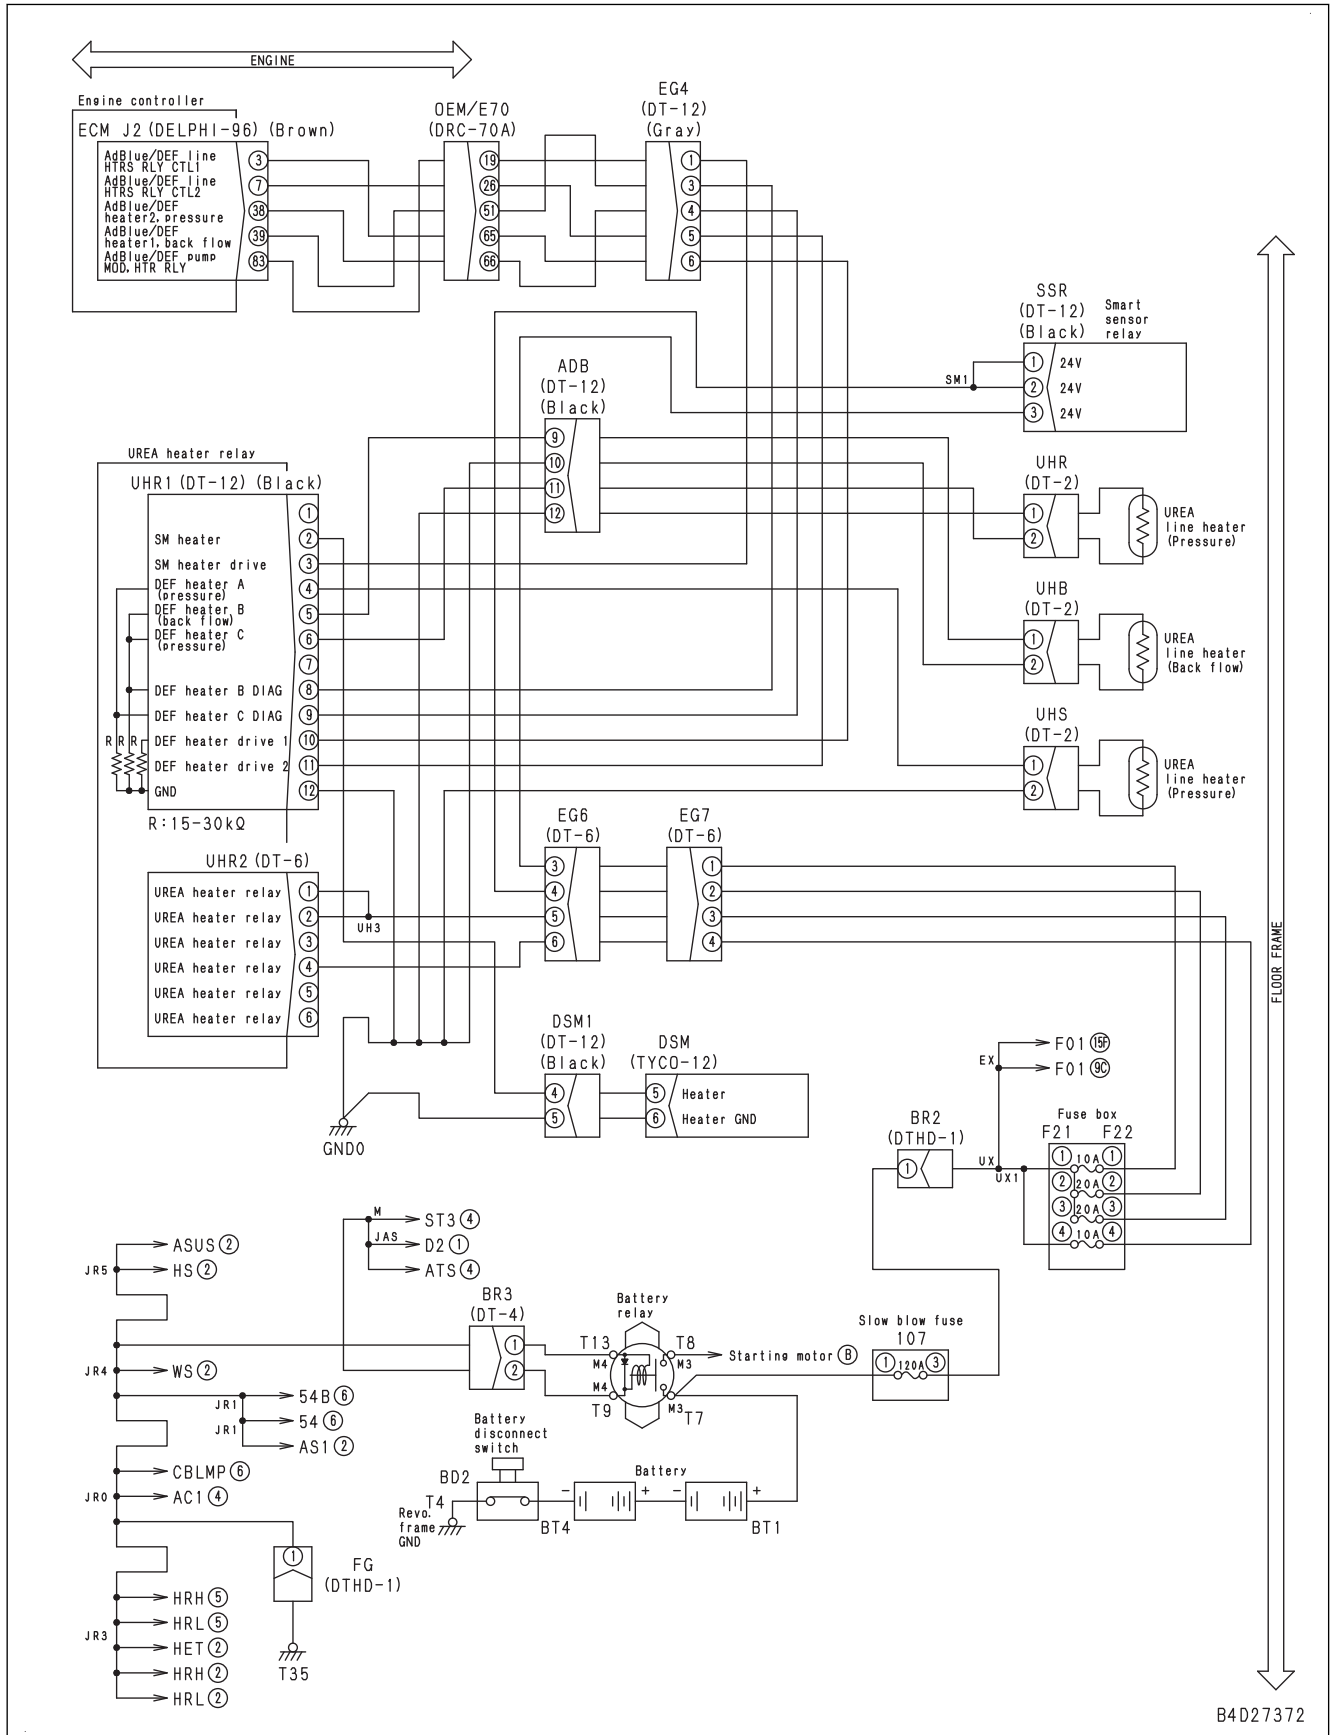 ENGINE
Engine controller
ECM J2 (DELPHI-96) (Brown)
AdBlue/DEF line
HTRS RLY CTL1
3
AdBlue/DEF line
HTRS RLY CTL2
7
AdBlue/DEF
heater2, pressure
38
AdBlue/DEF
heater1, back flow
39
AdBlue/DEF pump
MOD, HTR RLY
83
OEM/E70
(DRC-70A)
19
26
51
65
66
EG4
(DT-12)
(Gray)
1
3
4
5
6
SSR
(DT-12)
(Black)
Smart
sensor
relay
1 24V
2 24V
3 24V
SM1
ADB
(DT-12)
(Black)
9
10
11
12
UREA heater relay
UHR1 (DT-12) (Black)
1
SM heater 2
SM heater drive 3
DEF heater A
(pressure)
4
DEF heater B
(back flow)
5
DEF heater C
(pressure)
6
7
DEF heater B DIAG 8
DEF heater C DIAG 9
R R R DEF heater drive 1 10
DEF heater drive 2 11
GND 12
R:15-30kΩ
UHR
(DT-2)
1
2
UREA
line heater
(Pressure)
UHB
(DT-2)
1
2
UREA
line heater
(Back flow)
UHS
(DT-2)
1
2
UREA
line heater
(Pressure)
UHR2 (DT-6)
UREA heater relay 1
UREA heater relay 2
UREA heater relay 3
UREA heater relay 4
UREA heater relay 5
UREA heater relay 6
UH3
EG6
(DT-6)
3
4
5
6
EG7
(DT-6)
1
2
3
4
FLOOR FRAME
DSM1
(DT-12)
(Black)
4
5
DSM
(TYCO-12)
5 Heater
6 Heater GND
GND0
EX
F01 15F
F01 9C
BR2
(DTHD-1)
1
UX
UX1
Fuse box
F21 F22
1 10A 1
2 20A 2
3 20A 3
4 10A 4
M
ST3 4
JAS
D2 1
ATS 4
ASUS 2
JR5
HS 2
BR3
(DT-4)
1
2
Battery
relay
T13
T8
M4
M3
Starting motor B
M4
M3
T9
T7
Slow blow fuse
107
1 120A 3
JR4
WS 2
54B 6
JR1
54 6
JR1
AS1 2
Battery
disconnect
switch
BD2
T4
Revo.
frame
GND
Battery
- +
- +
BT4
BT1
CBLMP 6
JR0
AC1 4
1
FG
(DTHD-1)
T35
HRH 5
HRL 5
JR3
HET 2
HRH 2
HRL 2
B4D27372